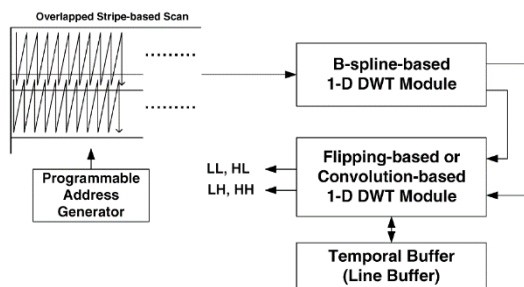 Overlapped Stripe-based Scan
B-spline-based
1-D DWT Module
Programmable
Address
Generator
LL, HL
LH, HH
Flipping-based or
Convolution-based
1-D DWT Module
Temporal Buffer
(Line Buffer)